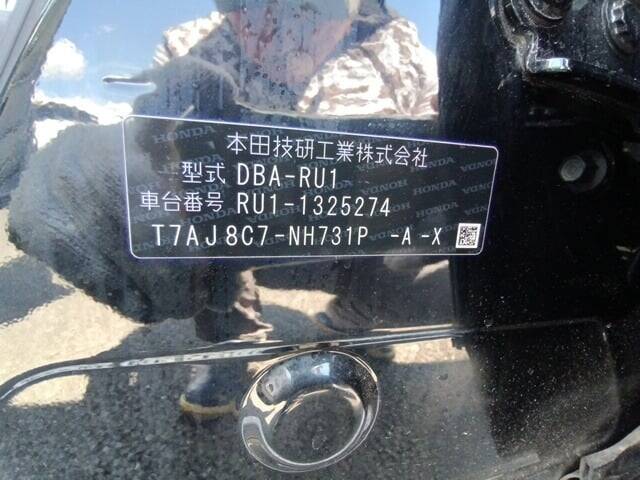 本田技研工業株式会社
型式 DBA-RU1
車台番号 RU1-1325274
T7AJ8C7-NH731P -A-X